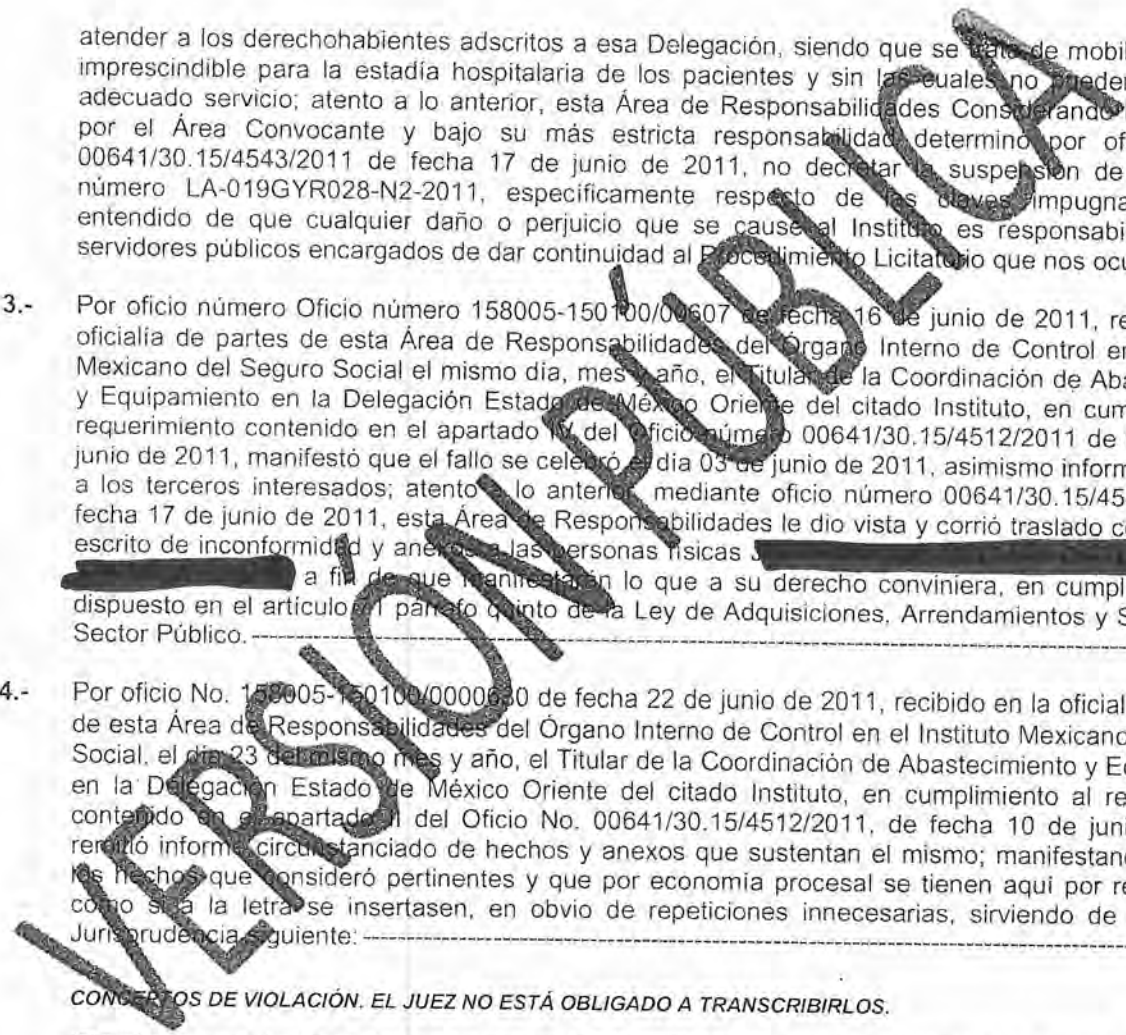 atender a los derechohabientes adscritos a esa Delegación, siendo que se trata de mobil
imprescindible para la estadía hospitalaria de los pacientes y sin las cuales no pueden
adecuado servicio; atento a lo anterior, esta Área de Responsabilidades Considerando
por el Área Convocante y bajo su más estricta responsabilidad determino por of
00641/30.15/4543/2011 de fecha 17 de junio de 2011, no decretar la suspensión de
número LA-019GYR028-N2-2011, específicamente respecto de las claves impugna
entendido de que cualquier daño o perjuicio que se cause al Instituto es responsabi
servidores públicos encargados de dar continuidad al Procedimiento Licitatorio que nos ocu
3.- Por oficio número Oficio número 158005-150100/00607 de fecha 16 de junio de 2011, re
oficialía de partes de esta Área de Responsabilidades del Órgano Interno de Control en
Mexicano del Seguro Social el mismo día, mes y año, el Titular de la Coordinación de Aba
y Equipamiento en la Delegación Estado de México Oriente del citado Instituto, en cum
requerimiento contenido en el apartado IV del Oficio número 00641/30.15/4512/2011 de
junio de 2011, manifestó que el fallo se celebró el día 03 de junio de 2011, asimismo inform
a los terceros interesados; atento a lo anterior, mediante oficio número 00641/30.15/45
fecha 17 de junio de 2011, esta Área de Responsabilidades le dio vista y corrió traslado c
escrito de inconformidad y anexos a las personas físicas J
a fin de que manifestarán lo que a su derecho conviniera, en cumpl
dispuesto en el artículo 71 párrafo quinto de la Ley de Adquisiciones, Arrendamientos y S
Sector Público.
4.- Por oficio No. 158005-150100/0000630 de fecha 22 de junio de 2011, recibido en la oficial
de esta Área de Responsabilidades del Órgano Interno de Control en el Instituto Mexicano
Social, el día 23 del mismo mes y año, el Titular de la Coordinación de Abastecimiento y E
en la Delegación Estado de México Oriente del citado Instituto, en cumplimiento al re
contenido en el apartado II del Oficio No. 00641/30.15/4512/2011, de fecha 10 de juni
remitió informe circunstanciado de hechos y anexos que sustentan el mismo; manifestand
los hechos que consideró pertinentes y que por economía procesal se tienen aquí por re
como si a la letra se insertasen, en obvio de repeticiones innecesarias, sirviendo de
Jurisprudencia siguiente:
CONCEPTOS DE VIOLACIÓN. EL JUEZ NO ESTÁ OBLIGADO A TRANSCRIBIRLOS.
VERSIÓN PÚBLICA